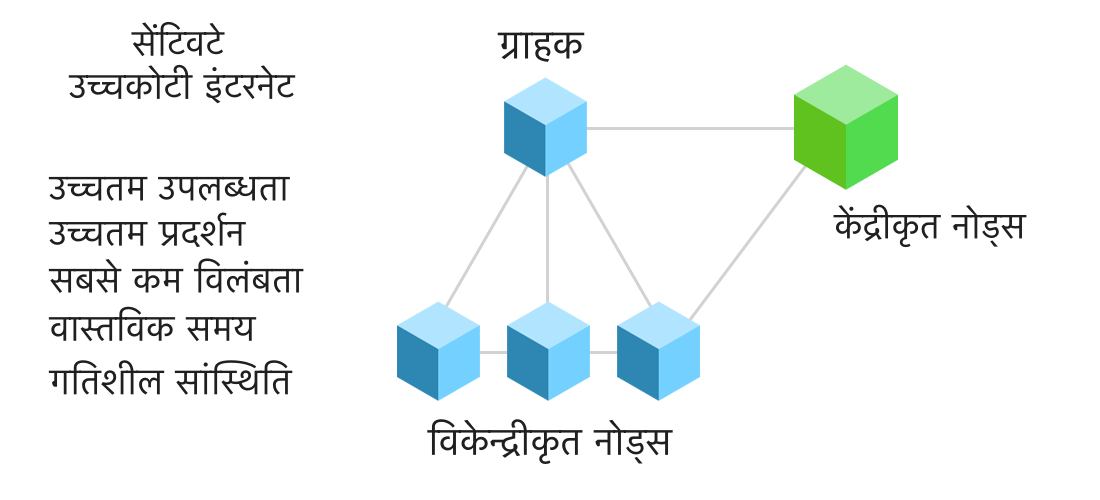 सेंटिवटे
उच्चकोटी इंटरनेट
उच्चतम उपलब्धता
उच्चतम प्रदर्शन
सबसे कम विलंबता
वास्तविक समय
गतिशील सांस्थिति
ग्राहक
केंद्रीकृत नोड्स
विकेन्द्रीकृत नोड्स